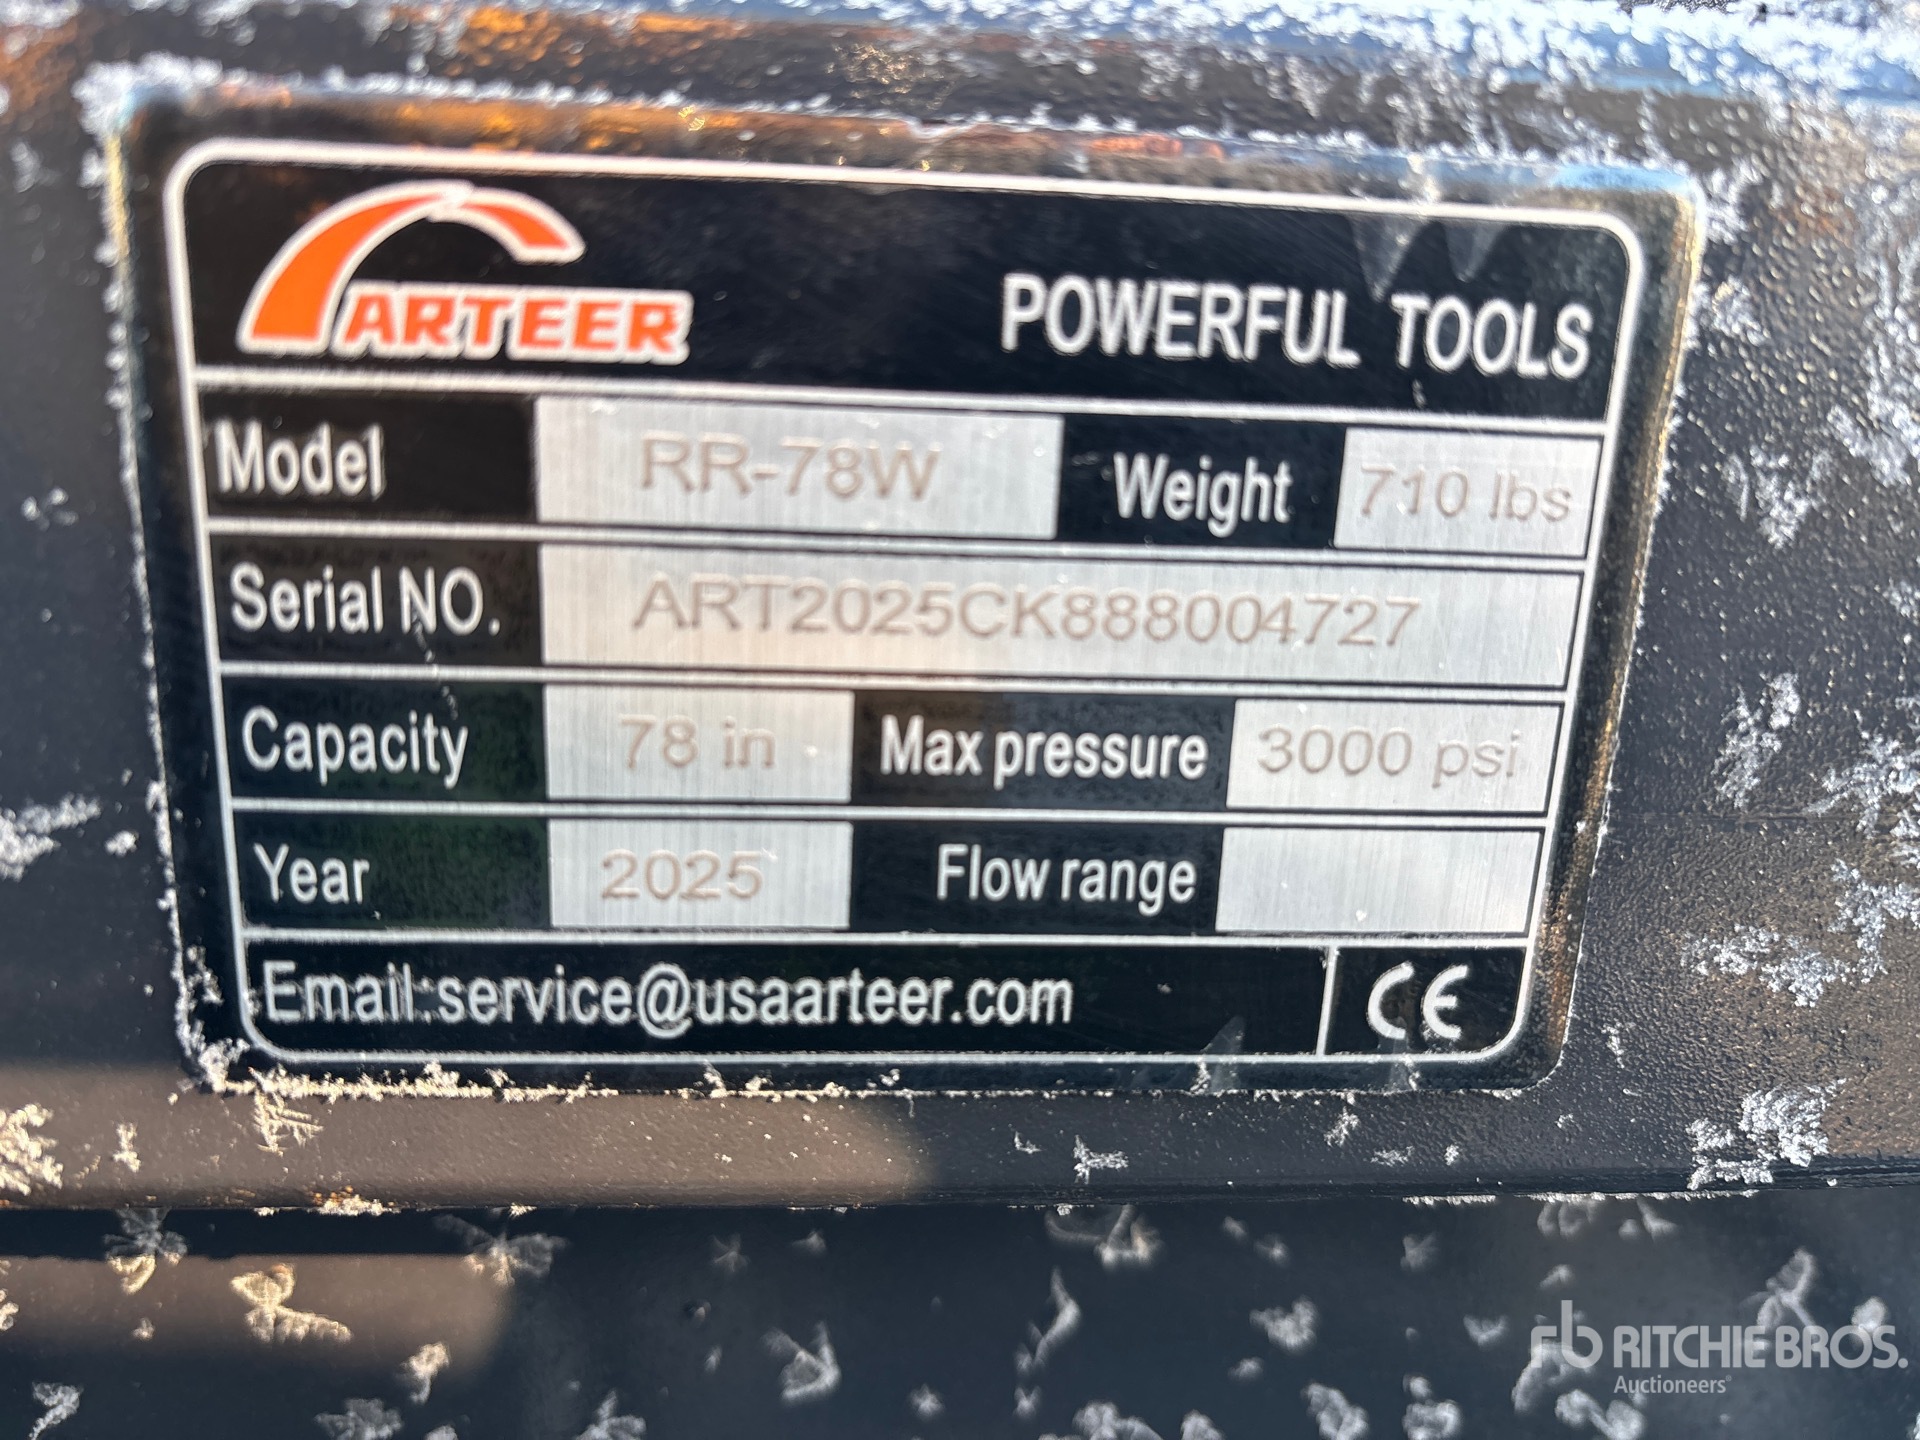 ARTEER POWERFUL TOOLS
Model RR-78W Weight 710 lbs
Serial NO. ART2025CK888004727
Capacity 78 in Max pressure 3000 psi
Year 2025 Flow range
Email:service@usaarteer.com CE
rb RITCHIE BROS.
Auctioneers